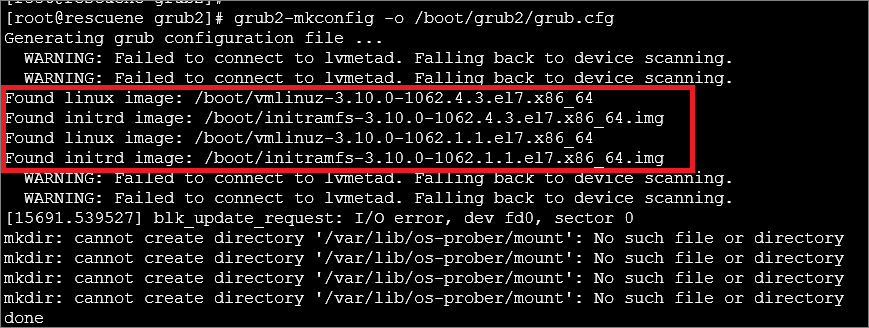 [root@rescuene grub2]#
[root@rescuene grub2]# grub2-mkconfig -o /boot/grub2/grub.cfg
Generating grub configuration file ...
  WARNING: Failed to connect to lvmetad. Falling back to device scanning.
  WARNING: Failed to connect to lvmetad. Falling back to device scanning.
Found linux image: /boot/vmlinuz-3.10.0-1062.4.3.el7.x86_64
Found initrd image: /boot/initramfs-3.10.0-1062.4.3.el7.x86_64.img
Found linux image: /boot/vmlinuz-3.10.0-1062.1.1.el7.x86_64
Found initrd image: /boot/initramfs-3.10.0-1062.1.1.el7.x86_64.img
  WARNING: Failed to connect to lvmetad. Falling back to device scanning.
  WARNING: Failed to connect to lvmetad. Falling back to device scanning.
[15691.539527] blk_update_request: I/O error, dev fd0, sector 0
mkdir: cannot create directory '/var/lib/os-prober/mount': No such file or directory
mkdir: cannot create directory '/var/lib/os-prober/mount': No such file or directory
mkdir: cannot create directory '/var/lib/os-prober/mount': No such file or directory
mkdir: cannot create directory '/var/lib/os-prober/mount': No such file or directory
done